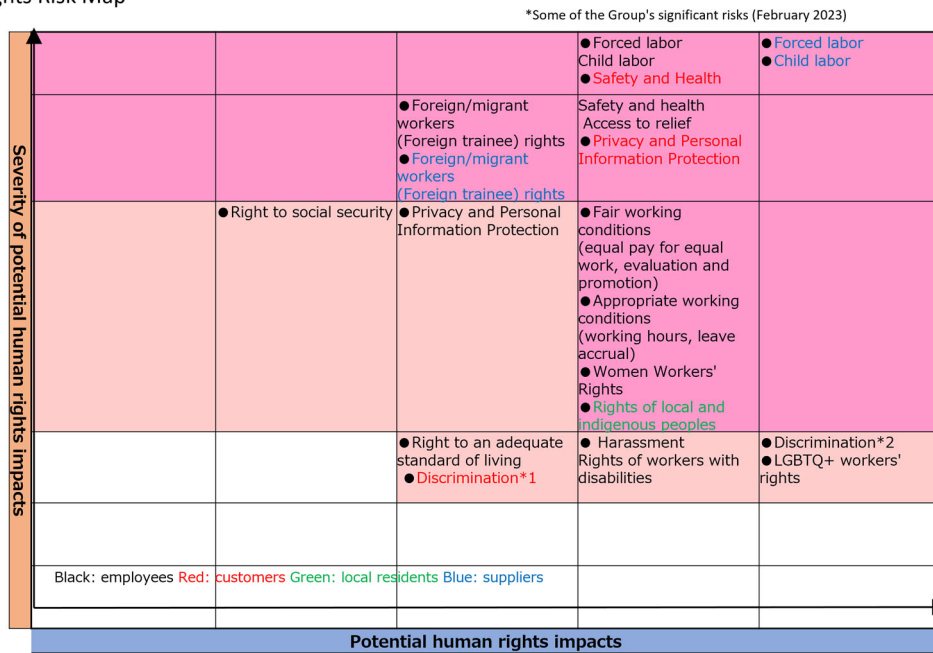 ghts Risk Map
*Some of the Group's significant risks (February 2023)
Severity of potential human rights impacts
●Forced labor
Child labor
●Safety and Health
●Forced labor
●Child labor
●Foreign/migrant
workers
(Foreign trainee) rights
●Foreign/migrant
workers
(Foreign trainee) rights
Safety and health
Access to relief
●Privacy and Personal
Information Protection
●Right to social security
●Privacy and Personal
Information Protection
●Fair working
conditions
(equal pay for equal
work, evaluation and
promotion)
●Appropriate working
conditions
(working hours, leave
accrual)
●Women Workers'
Rights
●Rights of local and
indigenous peoples
●Right to an adequate
standard of living
●Discrimination*1
● Harassment
Rights of workers with
disabilities
●Discrimination*2
●LGBTQ+ workers'
rights
Black: employees Red: customers Green: local residents Blue: suppliers
Potential human rights impacts